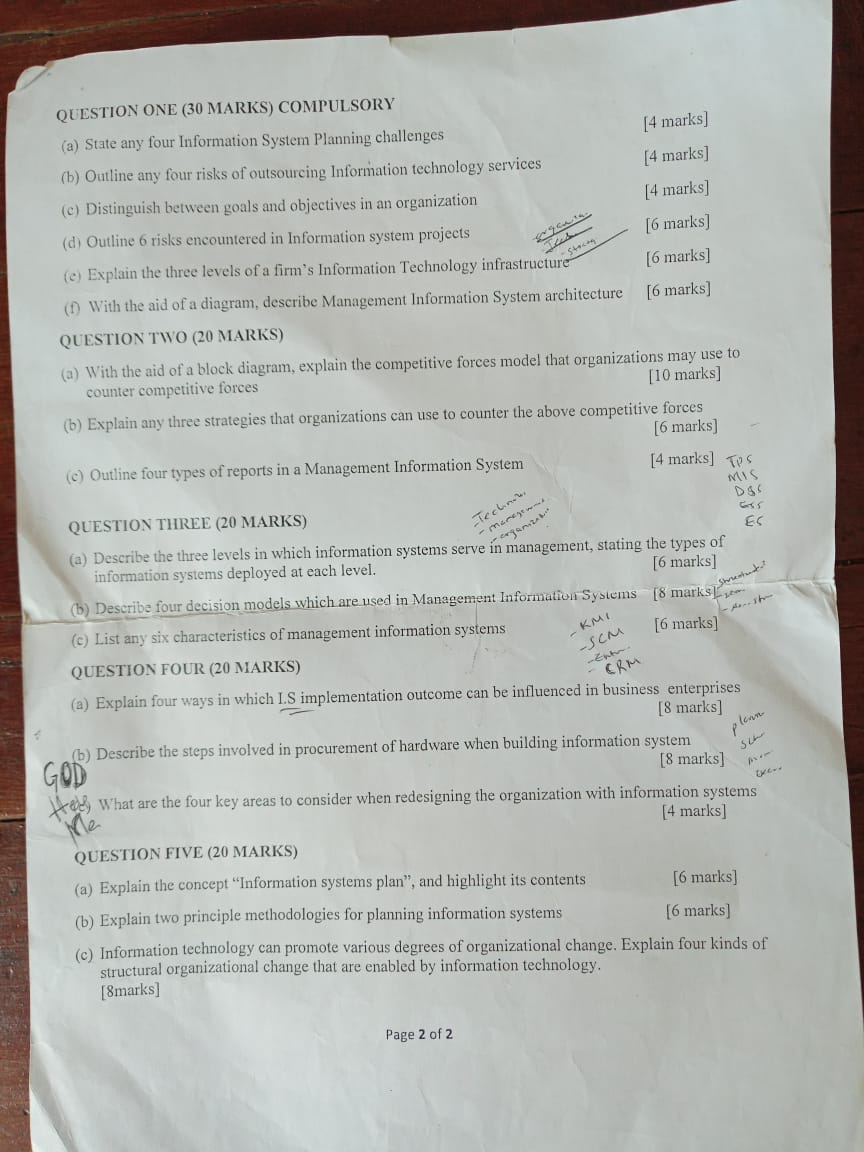 QUESTION ONE (30 MARKS) COMPULSORY
(a) State any four Information System Planning challenges [4 marks]
(b) Outline any four risks of outsourcing Information technology services [4 marks]
(c) Distinguish between goals and objectives in an organization [4 marks]
(d) Outline 6 risks encountered in Information system projects [6 marks]
(e) Explain the three levels of a firm's Information Technology infrastructure [6 marks]
(f) With the aid of a diagram, describe Management Information System architecture [6 marks]
QUESTION TWO (20 MARKS)
(a) With the aid of a block diagram, explain the competitive forces model that organizations may use to
counter competitive forces [10 marks]
(b) Explain any three strategies that organizations can use to counter the above competitive forces
[6 marks]
(c) Outline four types of reports in a Management Information System [4 marks]
TPS
MIS
DSS
ESS
ES
QUESTION THREE (20 MARKS)
(a) Describe the three levels in which information systems serve in management, stating the types of
information systems deployed at each level. [6 marks]
(b) Describe four decision models which are used in Management Information Systems [8 marks]
(c) List any six characteristics of management information systems [6 marks]
- KMI
- SCM
- CRM
QUESTION FOUR (20 MARKS)
(a) Explain four ways in which I.S implementation outcome can be influenced in business enterprises
[8 marks]
(b) Describe the steps involved in procurement of hardware when building information system
[8 marks]
GOD
Help
Me
What are the four key areas to consider when redesigning the organization with information systems
[4 marks]
QUESTION FIVE (20 MARKS)
(a) Explain the concept "Information systems plan", and highlight its contents [6 marks]
(b) Explain two principle methodologies for planning information systems [6 marks]
(c) Information technology can promote various degrees of organizational change. Explain four kinds of
structural organizational change that are enabled by information technology.
[8marks]
Page 2 of 2